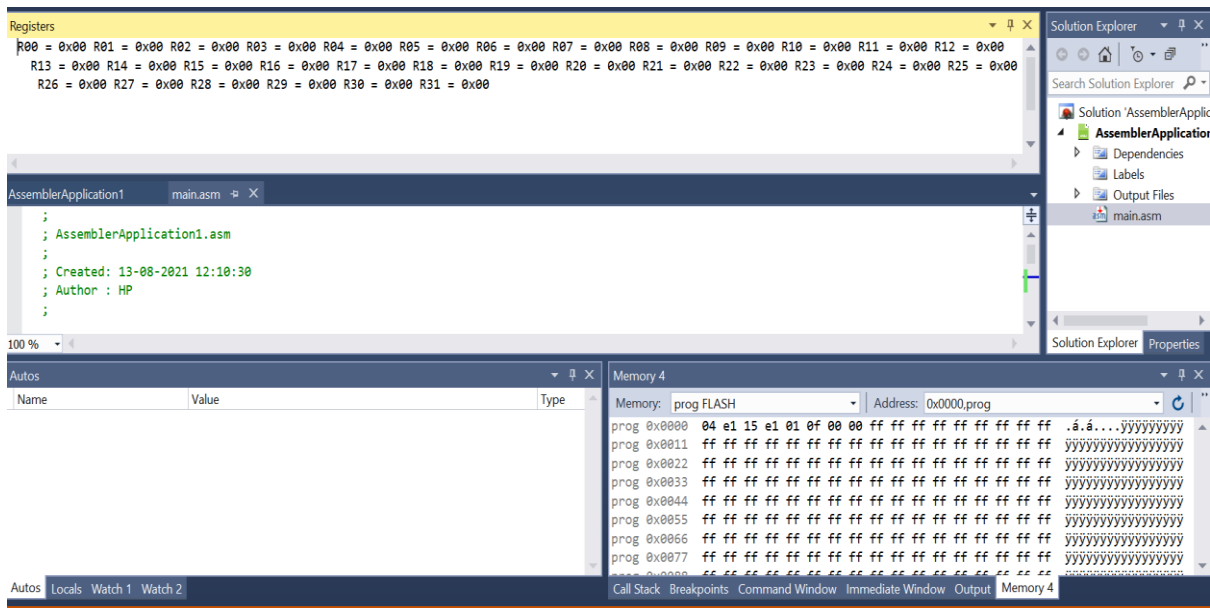 Registers
R00 = 0x00 R01 = 0x00 R02 = 0x00 R03 = 0x00 R04 = 0x00 R05 = 0x00 R06 = 0x00 R07 = 0x00 R08 = 0x00 R09 = 0x00 R10 = 0x00 R11 = 0x00 R12 = 0x00
R13 = 0x00 R14 = 0x00 R15 = 0x00 R16 = 0x00 R17 = 0x00 R18 = 0x00 R19 = 0x00 R20 = 0x00 R21 = 0x00 R22 = 0x00 R23 = 0x00 R24 = 0x00 R25 = 0x00
R26 = 0x00 R27 = 0x00 R28 = 0x00 R29 = 0x00 R30 = 0x00 R31 = 0x00
Solution Explorer
Search Solution Explorer
Solution 'AssemblerApplic
AssemblerApplication
Dependencies
Labels
Output Files
main.asm
Solution Explorer Properties
AssemblerApplication1 main.asm
;
; AssemblerApplication1.asm
;
; Created: 13-08-2021 12:10:30
; Author : HP
;
100 %
Autos
Name Value Type
Autos Locals Watch 1 Watch 2
Memory 4
Memory: prog FLASH Address: 0x0000,prog
prog 0x0000 04 e1 15 e1 01 0f 00 00 ff ff ff ff ff ff ff ff ff .á.á....ÿÿÿÿÿÿÿÿÿ
prog 0x0011 ff ff ff ff ff ff ff ff ff ff ff ff ff ff ff ff ff ÿÿÿÿÿÿÿÿÿÿÿÿÿÿÿÿÿ
prog 0x0022 ff ff ff ff ff ff ff ff ff ff ff ff ff ff ff ff ff ÿÿÿÿÿÿÿÿÿÿÿÿÿÿÿÿÿ
prog 0x0033 ff ff ff ff ff ff ff ff ff ff ff ff ff ff ff ff ff ÿÿÿÿÿÿÿÿÿÿÿÿÿÿÿÿÿ
prog 0x0044 ff ff ff ff ff ff ff ff ff ff ff ff ff ff ff ff ff ÿÿÿÿÿÿÿÿÿÿÿÿÿÿÿÿÿ
prog 0x0055 ff ff ff ff ff ff ff ff ff ff ff ff ff ff ff ff ff ÿÿÿÿÿÿÿÿÿÿÿÿÿÿÿÿÿ
prog 0x0066 ff ff ff ff ff ff ff ff ff ff ff ff ff ff ff ff ff ÿÿÿÿÿÿÿÿÿÿÿÿÿÿÿÿÿ
prog 0x0077 ff ff ff ff ff ff ff ff ff ff ff ff ff ff ff ff ff ÿÿÿÿÿÿÿÿÿÿÿÿÿÿÿÿÿ
Call Stack Breakpoints Command Window Immediate Window Output Memory 4